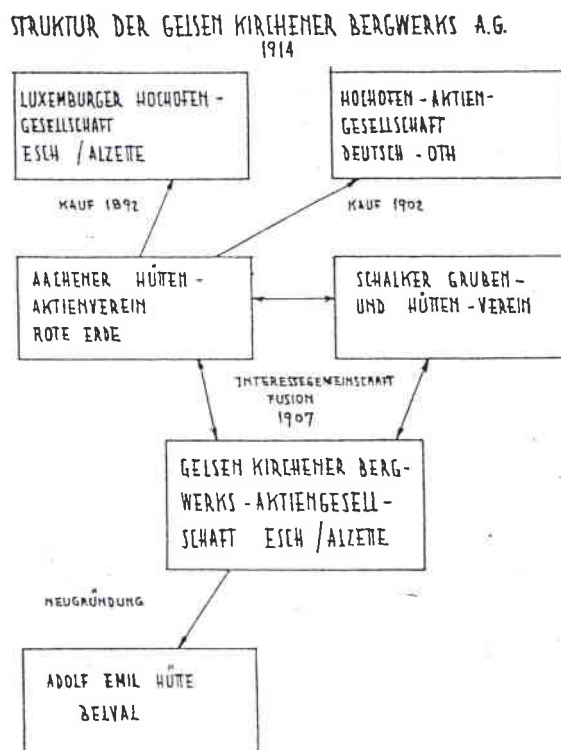 STRUKTUR DER GELSEN KIRCHENER BERGWERKS A.G.
1914
LUXEMBURGER HOCHOFEN -
GESELLSCHAFT
ESCH / ALZETTE
HOCHOFEN - AKTIEN -
GESELLSCHAFT
DEUTSCH - OTH
KAUF 1892
KAUF 1902
AACHENER HÜTTEN -
AKTIENVEREIN
ROTE ERDE
SCHALKER GRUBEN -
UND HÜTTEN - VEREIN
INTERESSEGEMEINSCHAFT
FUSION
1907
GELSEN KIRCHENER BERG-
WERKS - AKTIENGESELL -
SCHAFT ESCH / ALZETTE
NEUGRÜNDUNG
ADOLF EMIL HÜTTE
BELVAL